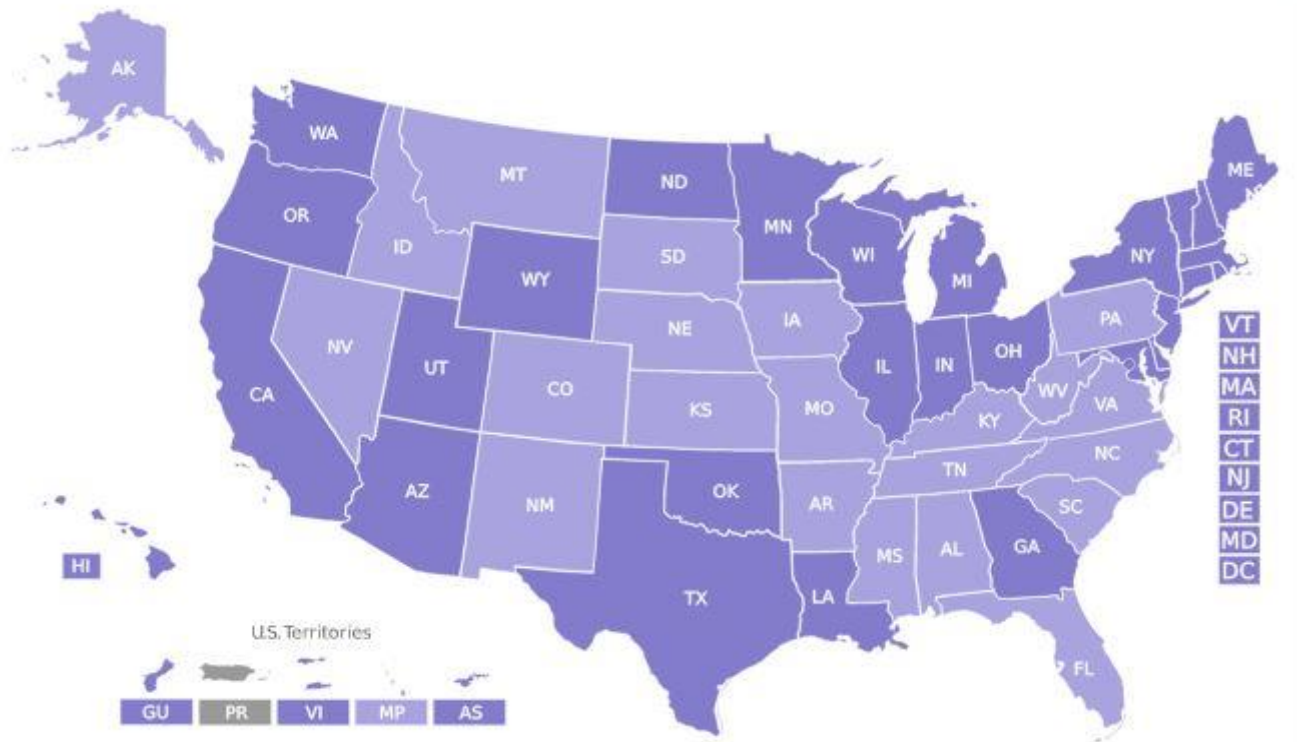 AK
WA
MT
ND
ME
OR
MN
ID
SD
WI
NY
WY
MI
NE
IA
PA
NV
UT
IL
IN
OH
CA
CO
KS
MO
WV
VA
KY
NC
AZ
OK
TN
NM
AR
SC
MS
AL
GA
TX
LA
FL
HI
VT
NH
MA
RI
CT
NJ
DE
MD
DC
U.S. Territories
GU
PR
VI
MP
AS